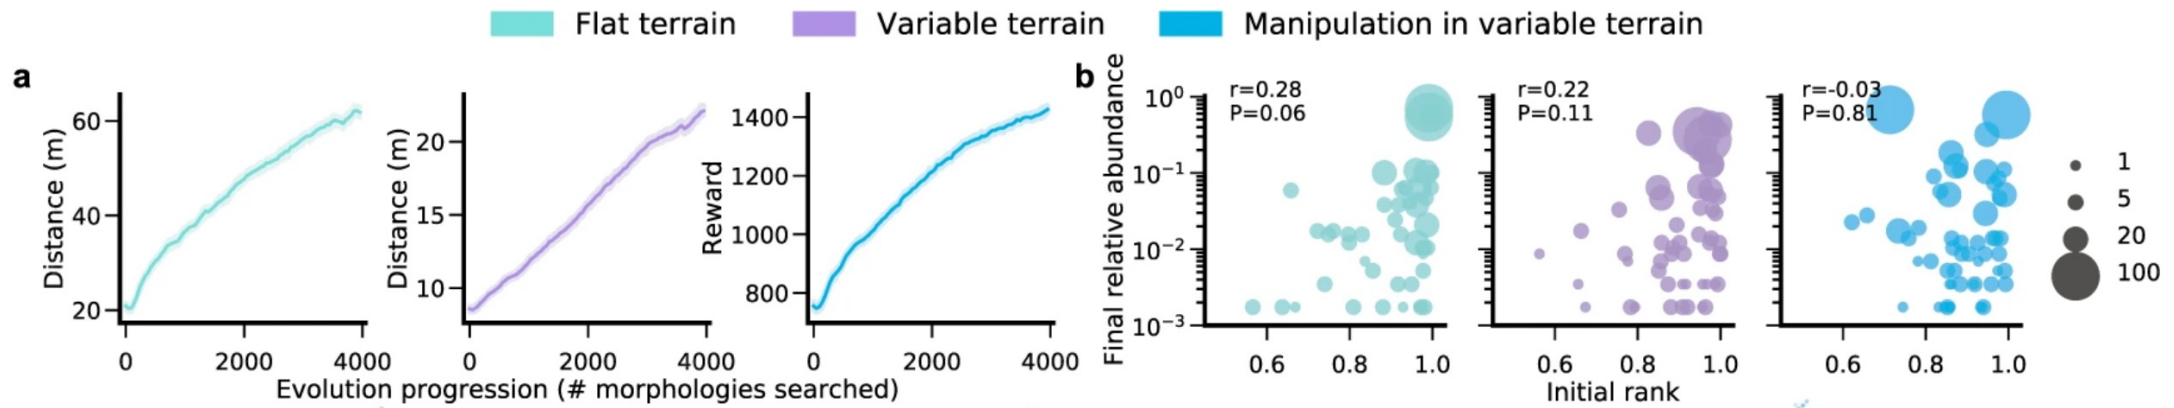 Flat terrain Variable terrain Manipulation in variable terrain
a
Distance (m)
60
40
20
0 2000 4000
Distance (m)
20
15
10
0 2000 4000
Reward
1400
1200
1000
800
0 2000 4000
Evolution progression (# morphologies searched)
b
Final relative abundance
10⁰
10⁻¹
10⁻²
10⁻³
r=0.28
P=0.06
0.6 0.8 1.0
r=0.22
P=0.11
0.6 0.8 1.0
r=-0.03
P=0.81
0.6 0.8 1.0
Initial rank
1
5
20
100